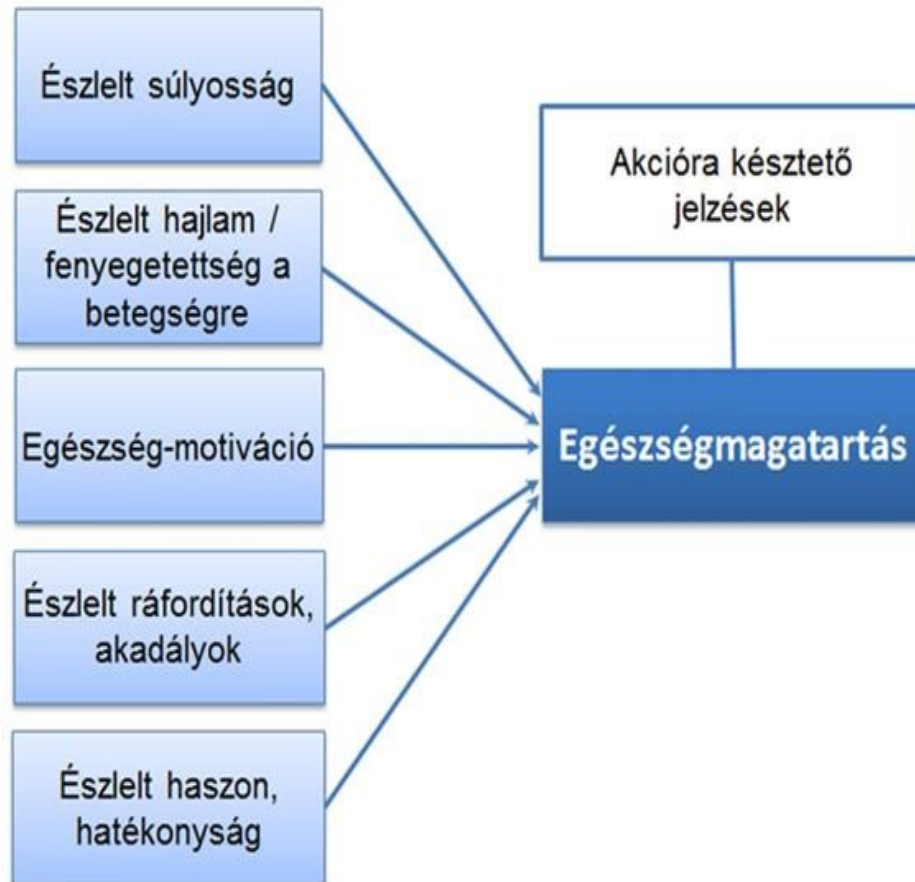 Észlelt súlyosság
Észlelt hajlam /
fenyegetettség a
betegségre
Egészség-motiváció
Észlelt ráfordítások,
akadályok
Észlelt haszon,
hatékonyság
Akcióra késztető
jelzések
Egészségmagatartás